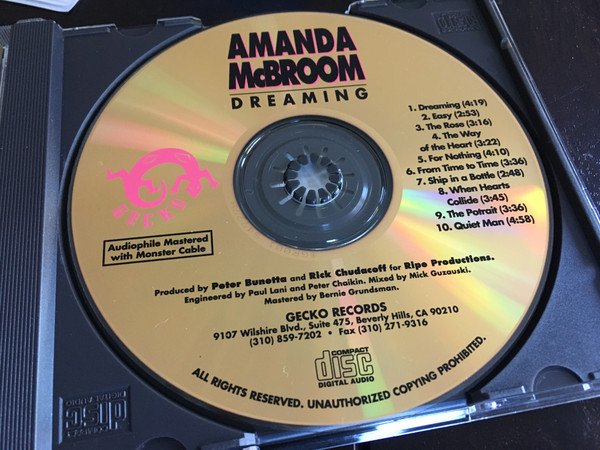 AMANDA
McBROOM
DREAMING
1. Dreaming (4:19)
2. Easy (2:53)
3. The Rose (3:16)
4. The Way
of the Heart (3:22)
5. For Nothing (4:10)
6. From Time to Time (3:36)
7. Ship in a Bottle (2:48)
8. When Hearts
Collide (3:45)
9. The Potrait (3:36)
10. Quiet Man (4:58)
GECKO
Audiophile Mastered
with Monster Cable
Produced by Peter Bunetta and Rick Chudacoff for Ripe Productions.
Engineered by Paul Lani and Peter Chaikin. Mixed by Mick Guzauski.
Mastered by Bernie Grundsman.
GECKO RECORDS
9107 Wilshire Blvd., Suite 475, Beverly Hills, CA 90210
(310) 859-7202 • Fax (310) 271-9316
COMPACT
disc
DIGITAL AUDIO
ALL RIGHTS RESERVED. UNAUTHORIZED COPYING PROHIBITED.
COMPACT
disc
DIGITAL AUDIO